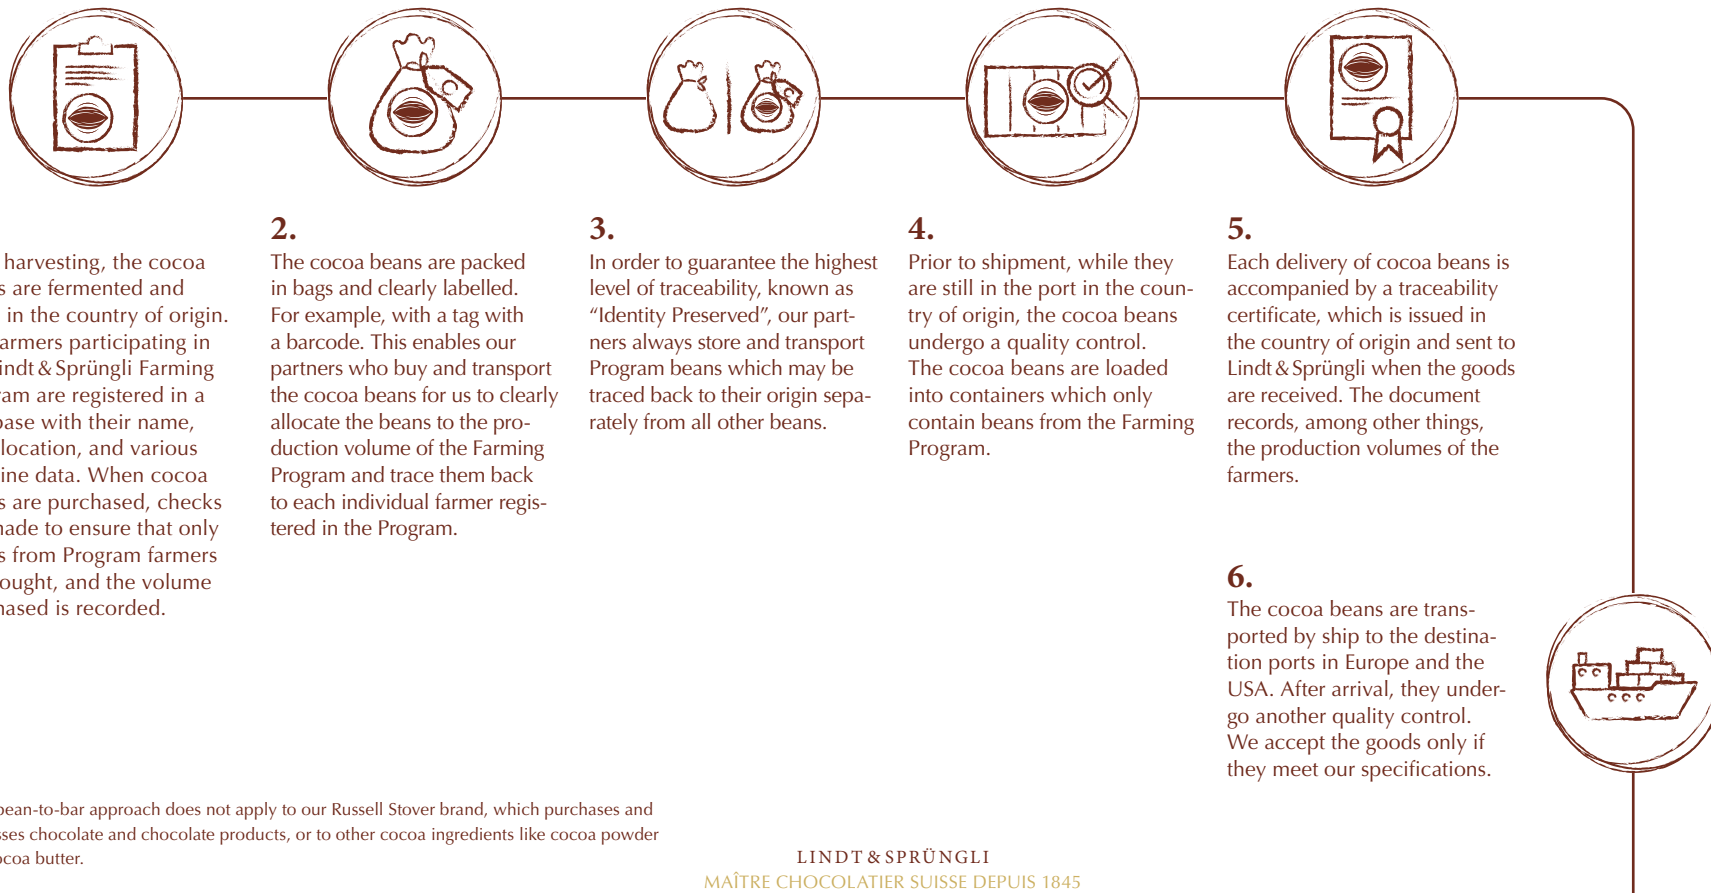 harvesting, the cocoa
s are fermented and
in the country of origin.
armers participating in
indt & Sprüngli Farming
ram are registered in a
base with their name,
location, and various
ine data. When cocoa
s are purchased, checks
made to ensure that only
s from Program farmers
ought, and the volume
hased is recorded.
2.
The cocoa beans are packed
in bags and clearly labelled.
For example, with a tag with
a barcode. This enables our
partners who buy and transport
the cocoa beans for us to clearly
allocate the beans to the pro-
duction volume of the Farming
Program and trace them back
to each individual farmer regis-
tered in the Program.
3.
In order to guarantee the highest
level of traceability, known as
“Identity Preserved”, our part-
ners always store and transport
Program beans which may be
traced back to their origin sepa-
rately from all other beans.
4.
Prior to shipment, while they
are still in the port in the coun-
try of origin, the cocoa beans
undergo a quality control.
The cocoa beans are loaded
into containers which only
contain beans from the Farming
Program.
5.
Each delivery of cocoa beans is
accompanied by a traceability
certificate, which is issued in
the country of origin and sent to
Lindt & Sprüngli when the goods
are received. The document
records, among other things,
the production volumes of the
farmers.
6.
The cocoa beans are trans-
ported by ship to the destina-
tion ports in Europe and the
USA. After arrival, they under-
go another quality control.
We accept the goods only if
they meet our specifications.
bean-to-bar approach does not apply to our Russell Stover brand, which purchases and
sses chocolate and chocolate products, or to other cocoa ingredients like cocoa powder
ocoa butter.
LINDT & SPRÜNGLI
MAÎTRE CHOCOLATIER SUISSE DEPUIS 1845